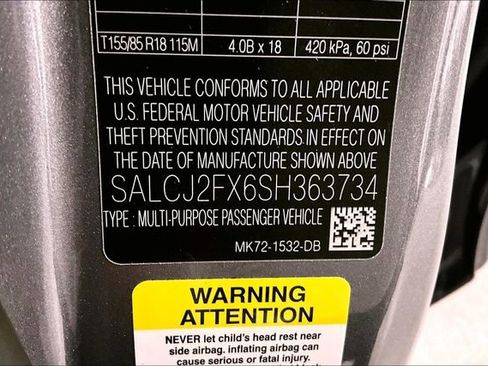 T155/85 R18 115M 4.0B x 18 420 kPa, 60 psi
THIS VEHICLE CONFORMS TO ALL APPLICABLE
U.S. FEDERAL MOTOR VEHICLE SAFETY AND
THEFT PREVENTION STANDARDS IN EFFECT ON
THE DATE OF MANUFACTURE SHOWN ABOVE
SALCJ2FX6SH363734
TYPE : MULTI-PURPOSE PASSENGER VEHICLE
MK72-1532-DB
WARNING
ATTENTION
NEVER let child's head rest near
side airbag. inflating airbag can
cause serious or fatal injury.